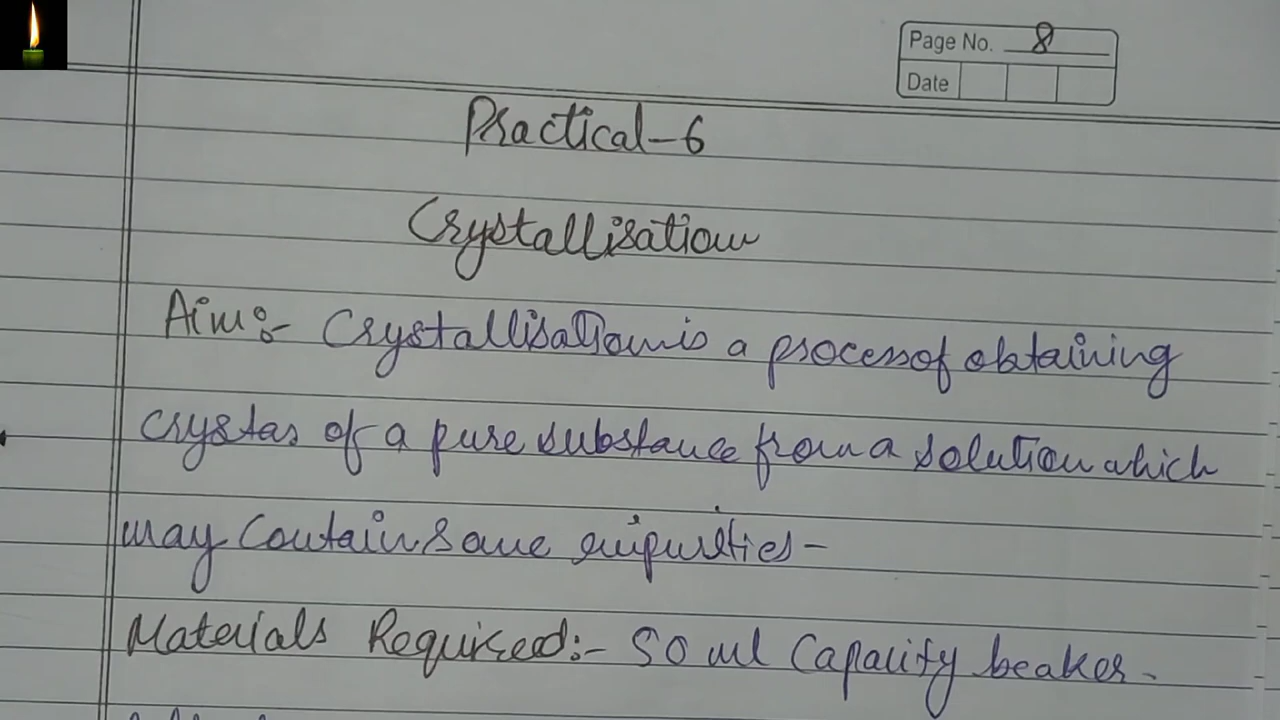 Page No. 8
Date
Practical-6
Crystallisation
Aim:- Crystallisation is a process of obtaining
crystas of a pure substance from a solution which
may contain some impurities-
Materials Required:- 50 ml Capacity beaker-